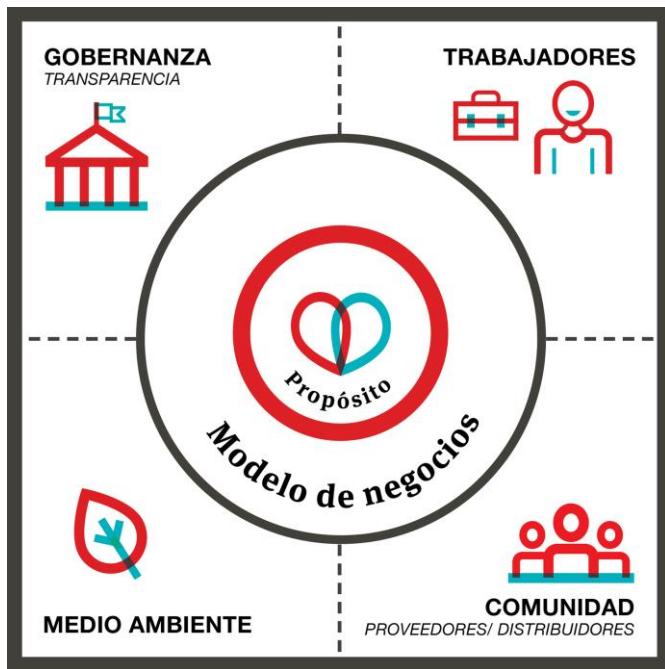 GOBERNANZA
TRANSPARENCIA
TRABAJADORES
Propósito
Modelo de negocios
MEDIO AMBIENTE
COMUNIDAD
PROVEEDORES/ DISTRIBUIDORES